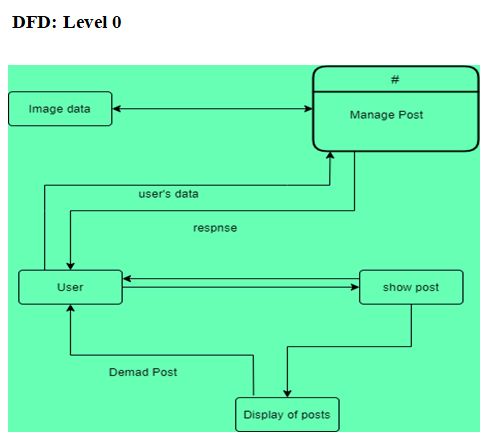 DFD: Level 0
#
Image data
Manage Post
user's data
respnse
User
show post
Demad Post
Display of posts